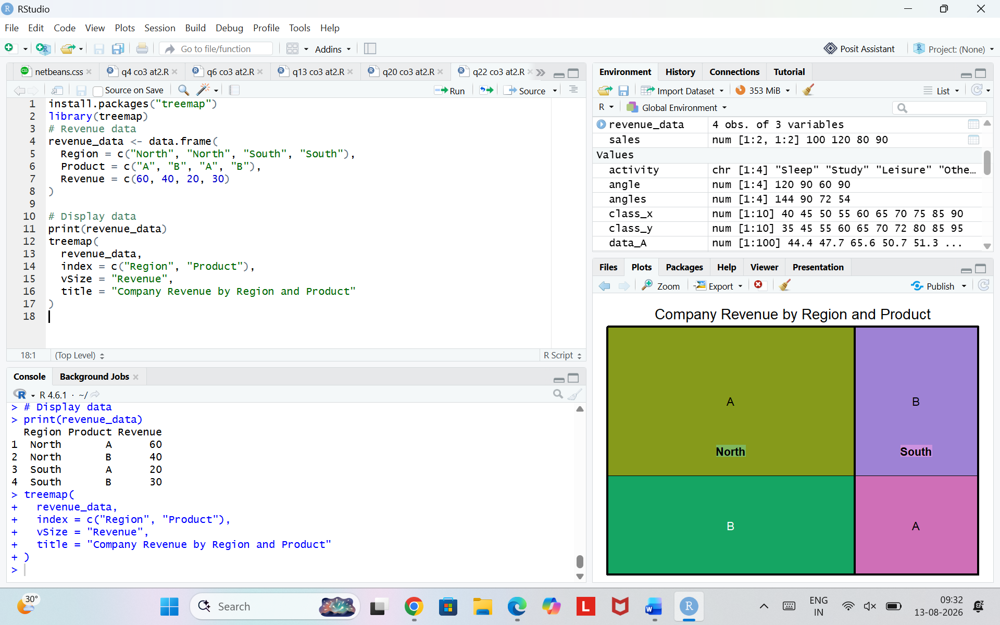 RStudio
File Edit Code View Plots Session Build Debug Profile Tools Help
Go to file/function Addins Posit Assistant Project: (None)
netbeans.css q4 co3 at2.R q6 co3 at2.R q13 co3 at2.R q20 co3 at2.R q22 co3 at2.R
Source on Save Run Source
1 install.packages("treemap")
2 library(treemap)
3 # Revenue data
4 revenue_data <- data.frame(
5 Region = c("North", "North", "South", "South"),
6 Product = c("A", "B", "A", "B"),
7 Revenue = c(60, 40, 20, 30)
8 )
9
10 # Display data
11 print(revenue_data)
12 treemap(
13 revenue_data,
14 index = c("Region", "Product"),
15 vSize = "Revenue",
16 title = "Company Revenue by Region and Product"
17 )
18
18:1 (Top Level) R Script
Console Background Jobs
R 4.6.1 · ~/
> # Display data
> print(revenue_data)
Region Product Revenue
1 North A 60
2 North B 40
3 South A 20
4 South B 30
> treemap(
+ revenue_data,
+ index = c("Region", "Product"),
+ vSize = "Revenue",
+ title = "Company Revenue by Region and Product"
+ )
>
Environment History Connections Tutorial
Import Dataset 353 MiB List
R Global Environment
revenue_data 4 obs. of 3 variables
sales num [1:2, 1:2] 100 120 80 90
Values
activity chr [1:4] "Sleep" "Study" "Leisure" "Othe…
angle num [1:4] 120 90 60 90
angles num [1:4] 144 90 72 54
class_x num [1:10] 40 45 50 55 60 65 70 75 85 90
class_y num [1:10] 35 45 55 60 65 70 72 80 85 95
data_A num [1:100] 44.4 47.7 65.6 50.7 51.3 ...
Files Plots Packages Help Viewer Presentation
Zoom Export Publish
Company Revenue by Region and Product
A B
North South
B A
30° Search ENG IN 09:32
13-08-2026